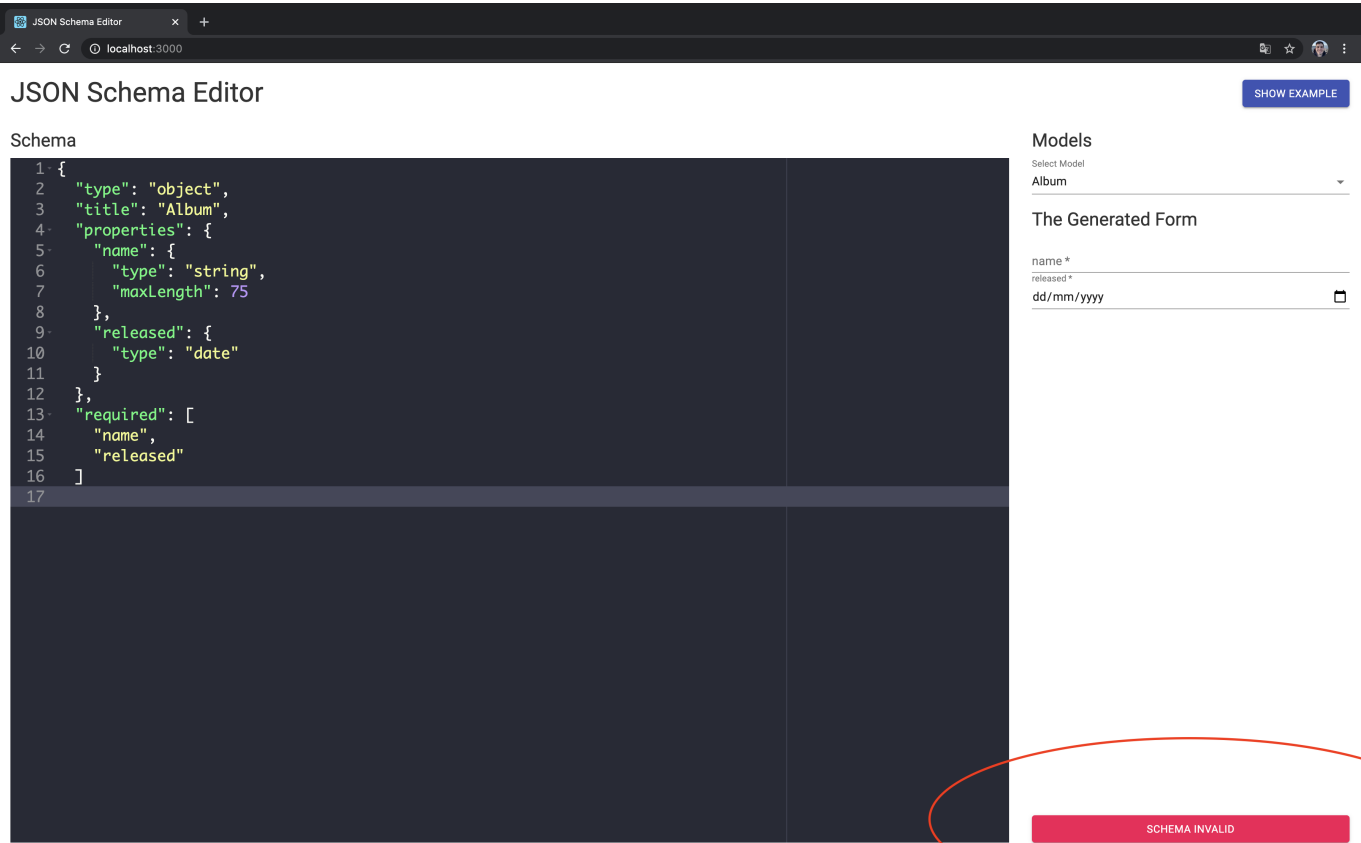 JSON Schema Editor
localhost:3000
JSON Schema Editor
SHOW EXAMPLE
Schema
1 {
2   "type": "object",
3   "title": "Album",
4   "properties": {
5     "name": {
6       "type": "string",
7       "maxLength": 75
8     },
9     "released": {
10       "type": "date"
11     }
12   },
13   "required": [
14     "name",
15     "released"
16   ]
17
Models
Select Model
Album
The Generated Form
name *
released *
dd/mm/yyyy
SCHEMA INVALID